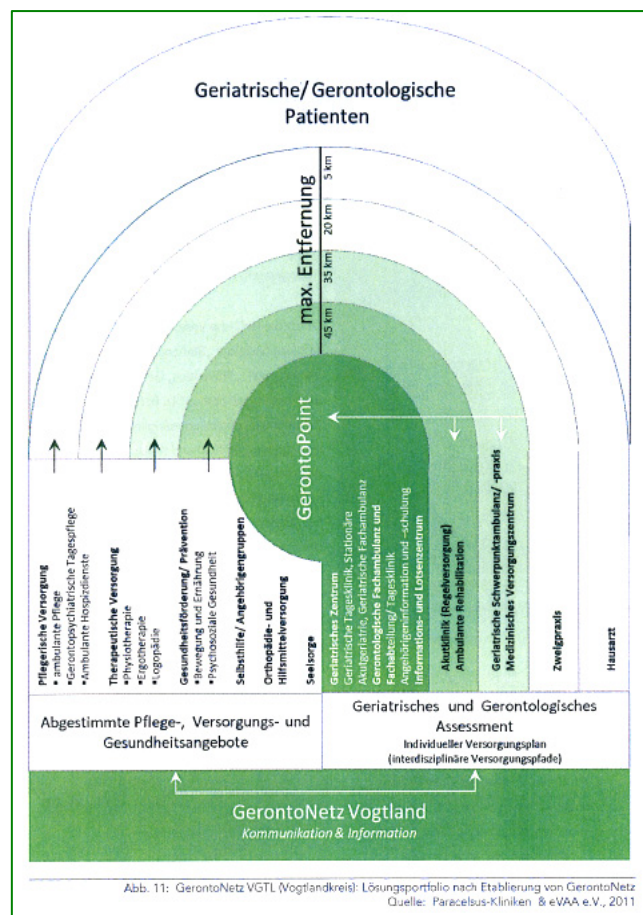 Geriatrische/ Gerontologische
Patienten
max. Entfernung
5 km
20 km
35 km
45 km
GerontoPoint
Pflegerische Versorgung
▪ ambulante Pflege
▪Gerontopsychiatrische Tagespflege
▪Ambulante Hospizdienste
Therapeutische Versorgung
▪Physiotherapie
▪Ergotherapie
▪Logopädie
Gesundheitsförderung/ Prävention
▪Bewegung und Ernährung
▪Psychosoziale Gesundheit
Selbsthilfe/ Angehörigengruppen
Orthopädie- und
Hilfsmittelversorgung
Seelsorge
Geriatrisches Zentrum
Geriatrische Tagesklinik, Stationäre
Akutgeriatrie, Geriatrische Fachambulanz
Gerontologische Fachambulanz und
Fachabteilung/ Tagesklinik
Angehörigeninformation und –schulung
Informations- und Lotsenzentrum
Akutklinik (Regelversorgung)
Ambulante Rehabilitation
Geriatrische Schwerpunktambulanz/ -praxis
Medizinisches Versorgungszentrum
Zweigpraxis
Hausarzt
Abgestimmte Pflege-, Versorgungs- und
Gesundheitsangebote
Geriatrisches und Gerontologisches
Assessment
Individueller Versorgungsplan
(interdisziplinäre Versorgungspfade)
GerontoNetz Vogtland
Kommunikation & Information
Abb. 11: GerontoNetz VGTL (Vogtlandkreis): Lösungsportfolio nach Etablierung von GerontoNetz
Quelle: Paracelsus-Kliniken & eVAA e.V., 2011